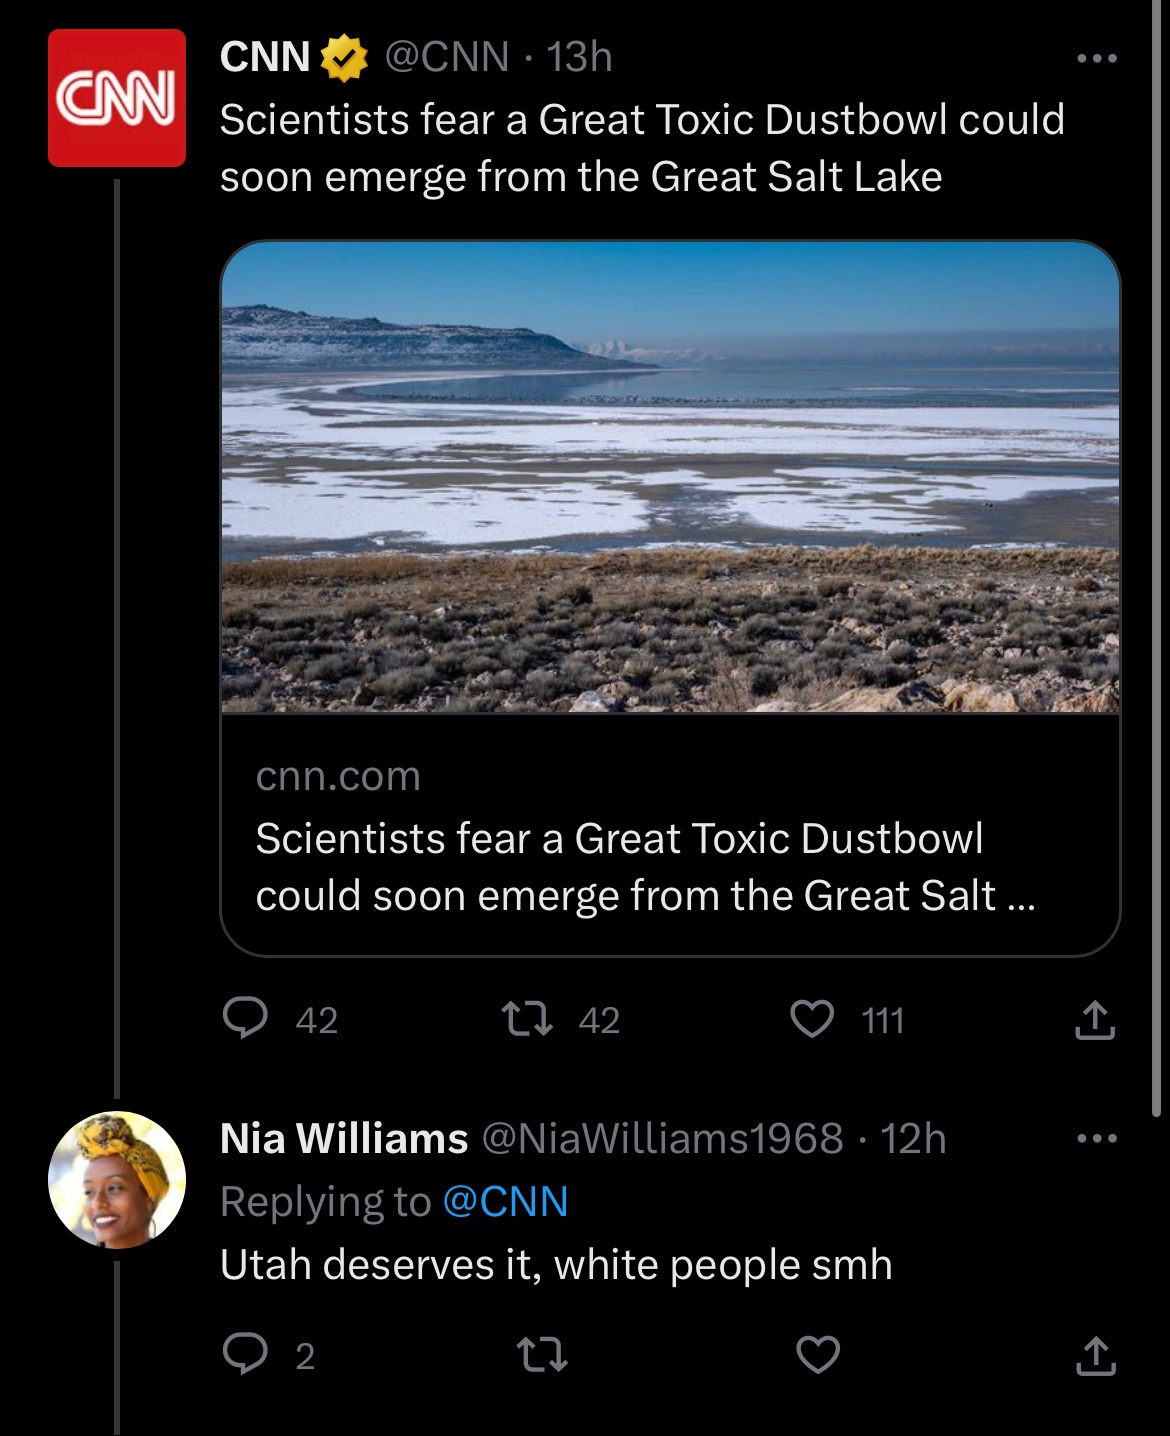 CNN
CNN @CNN · 13h
Scientists fear a Great Toxic Dustbowl could
soon emerge from the Great Salt Lake
cnn.com
Scientists fear a Great Toxic Dustbowl
could soon emerge from the Great Salt ...
42 42 111
Nia Williams @NiaWilliams1968 · 12h
Replying to @CNN
Utah deserves it, white people smh
2